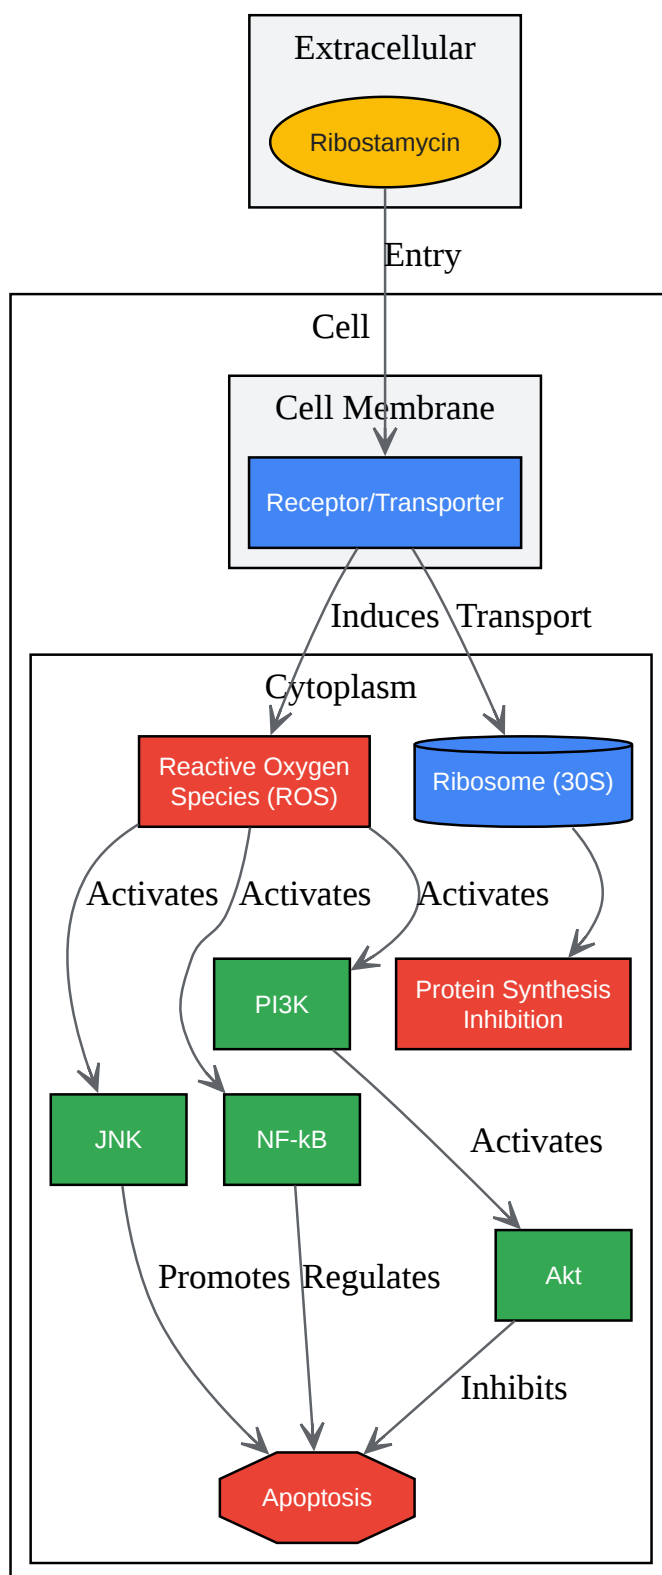 Extracellular
Ribostamycin
Entry
Cell
Cell Membrane
Receptor/Transporter
Induces
Transport
Cytoplasm
Reactive Oxygen
Species (ROS)
Ribosome (30S)
Activates
Activates
Activates
PI3K
Protein Synthesis
Inhibition
JNK
NF-kB
Activates
Akt
Promotes
Regulates
Inhibits
Apoptosis